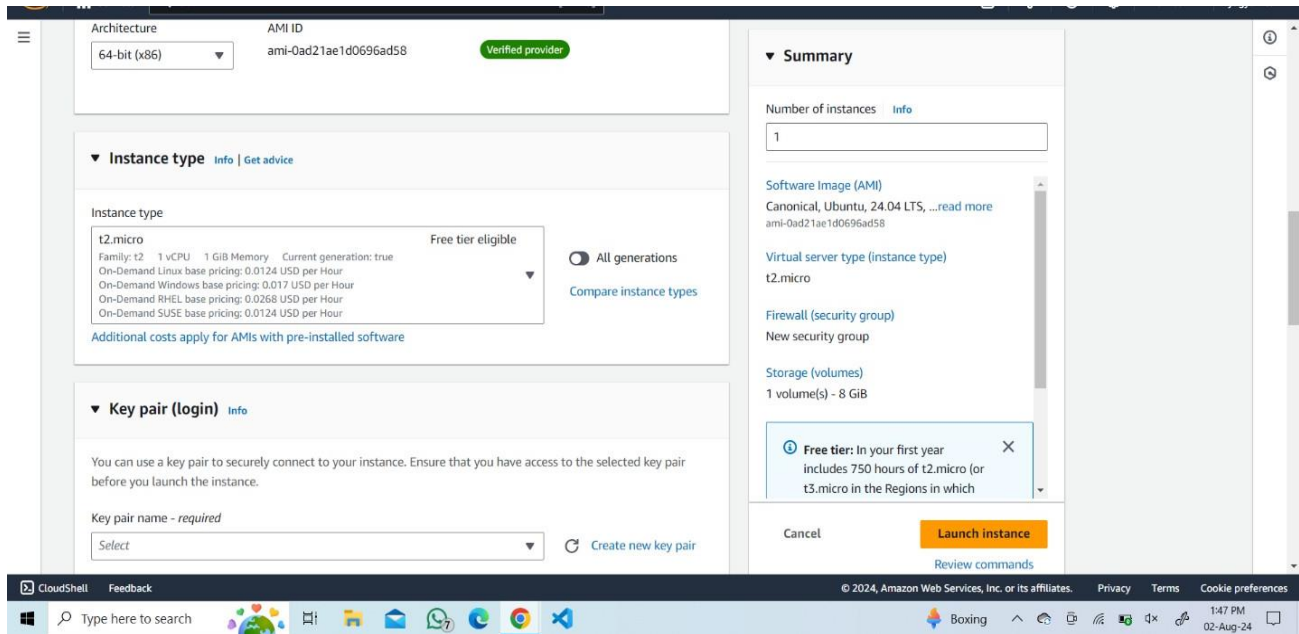 Architecture
AMI ID
64-bit (x86)
ami-0ad21ae1d0696ad58
Verified provider
Instance type Info | Get advice
Instance type
t2.micro
Free tier eligible
Family: t2 1 vCPU 1 GiB Memory Current generation: true
On-Demand Linux base pricing: 0.0124 USD per Hour
On-Demand Windows base pricing: 0.017 USD per Hour
On-Demand RHEL base pricing: 0.0268 USD per Hour
On-Demand SUSE base pricing: 0.0124 USD per Hour
All generations
Compare instance types
Additional costs apply for AMIs with pre-installed software
Key pair (login) Info
You can use a key pair to securely connect to your instance. Ensure that you have access to the selected key pair
before you launch the instance.
Key pair name - required
Select
Create new key pair
Summary
Number of instances Info
1
Software Image (AMI)
Canonical, Ubuntu, 24.04 LTS, ...read more
ami-0ad21ae1d0696ad58
Virtual server type (instance type)
t2.micro
Firewall (security group)
New security group
Storage (volumes)
1 volume(s) - 8 GiB
Free tier: In your first year
includes 750 hours of t2.micro (or
t3.micro in the Regions in which
Cancel
Launch instance
Review commands
CloudShell Feedback
© 2024, Amazon Web Services, Inc. or its affiliates. Privacy Terms Cookie preferences
Type here to search
7
Boxing
1:47 PM
02-Aug-24